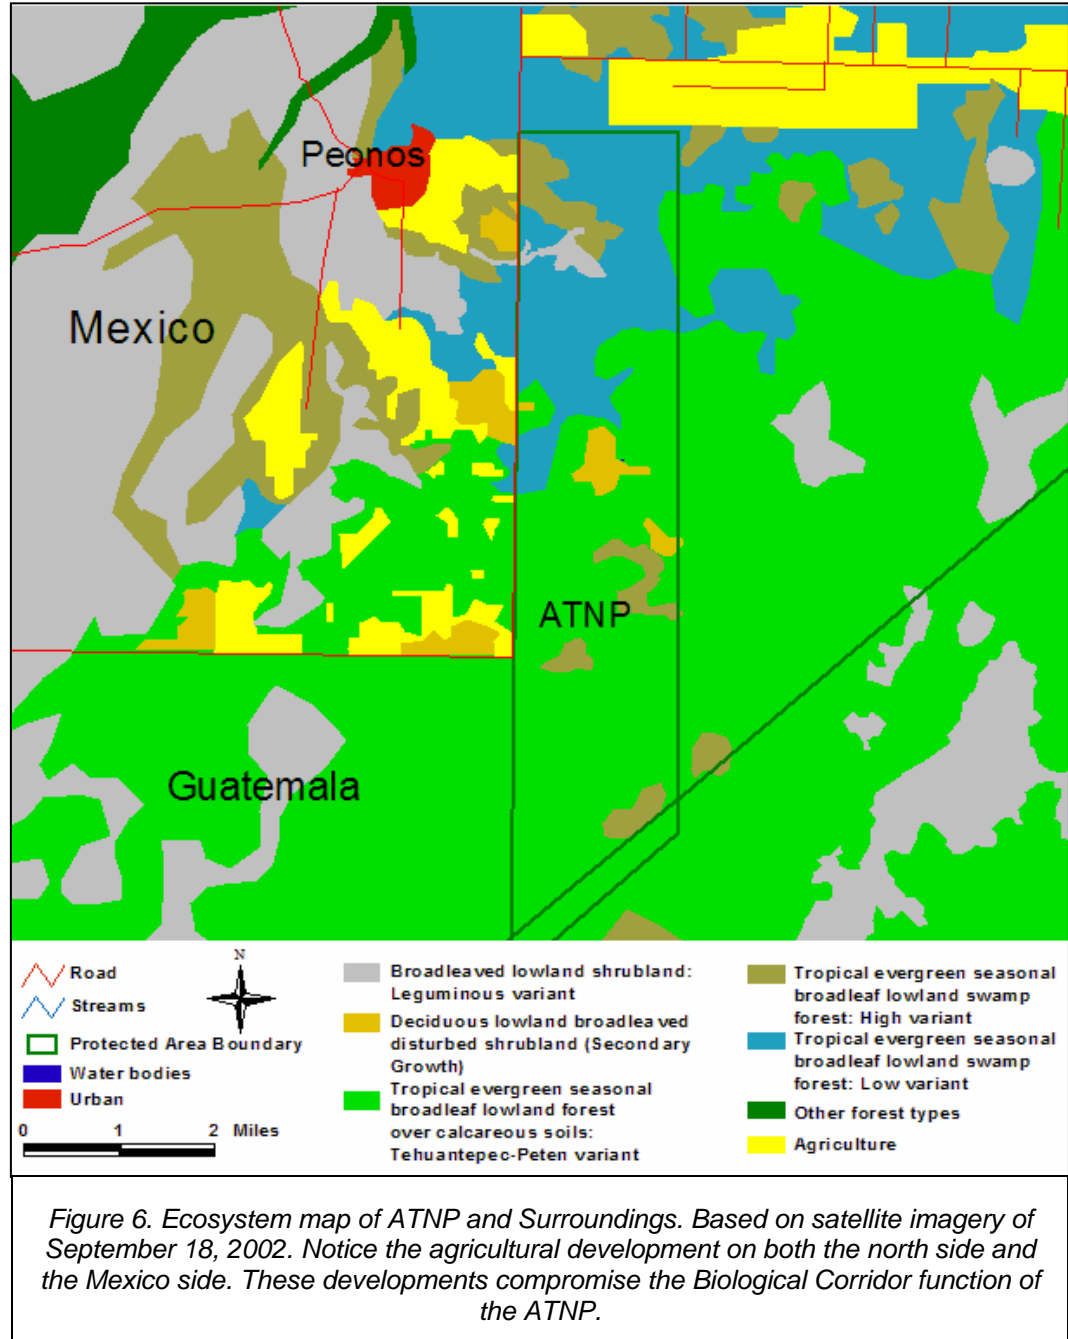 Peonos
Mexico
ATNP
Guatemala
N
Road
Streams
Protected Area Boundary
Water bodies
Urban
0 1 2 Miles
Broadleaved lowland shrubland:
Leguminous variant
Deciduous lowland broadleaved
disturbed shrubland (Secondary
Growth)
Tropical evergreen seasonal
broadleaf lowland forest
over calcareous soils:
Tehuantepec-Peten variant
Tropical evergreen seasonal
broadleaf lowland swamp
forest: High variant
Tropical evergreen seasonal
broadleaf lowland swamp
forest: Low variant
Other forest types
Agriculture
Figure 6. Ecosystem map of ATNP and Surroundings. Based on satellite imagery of
September 18, 2002. Notice the agricultural development on both the north side and
the Mexico side. These developments compromise the Biological Corridor function of
the ATNP.